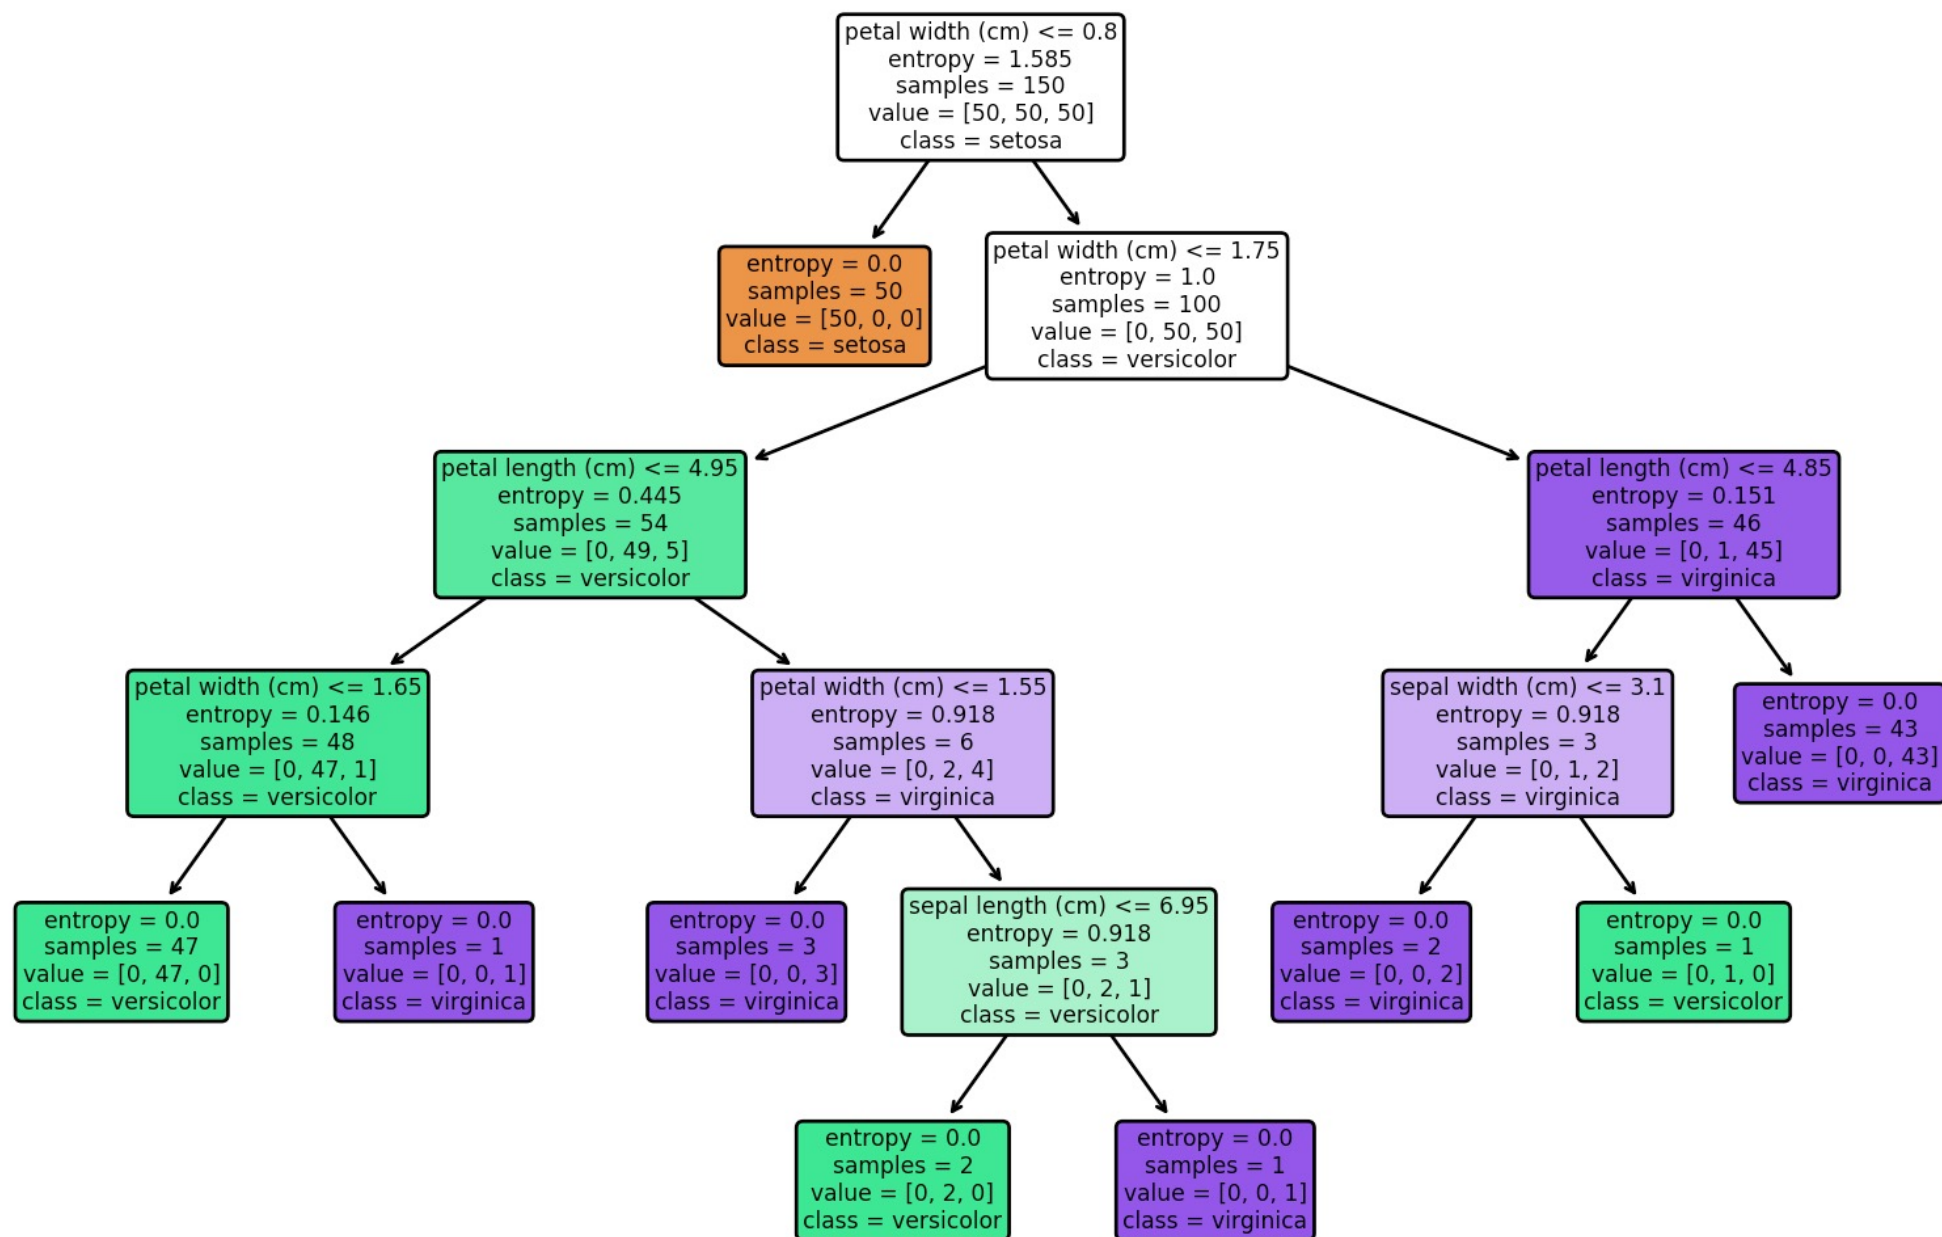 petal width (cm) <= 0.8
entropy = 1.585
samples = 150
value = [50, 50, 50]
class = setosa
entropy = 0.0
samples = 50
value = [50, 0, 0]
class = setosa
petal width (cm) <= 1.75
entropy = 1.0
samples = 100
value = [0, 50, 50]
class = versicolor
petal length (cm) <= 4.95
entropy = 0.445
samples = 54
value = [0, 49, 5]
class = versicolor
petal length (cm) <= 4.85
entropy = 0.151
samples = 46
value = [0, 1, 45]
class = virginica
petal width (cm) <= 1.65
entropy = 0.146
samples = 48
value = [0, 47, 1]
class = versicolor
petal width (cm) <= 1.55
entropy = 0.918
samples = 6
value = [0, 2, 4]
class = virginica
sepal width (cm) <= 3.1
entropy = 0.918
samples = 3
value = [0, 1, 2]
class = virginica
entropy = 0.0
samples = 43
value = [0, 0, 43]
class = virginica
entropy = 0.0
samples = 47
value = [0, 47, 0]
class = versicolor
entropy = 0.0
samples = 1
value = [0, 0, 1]
class = virginica
entropy = 0.0
samples = 3
value = [0, 0, 3]
class = virginica
sepal length (cm) <= 6.95
entropy = 0.918
samples = 3
value = [0, 2, 1]
class = versicolor
entropy = 0.0
samples = 2
value = [0, 0, 2]
class = virginica
entropy = 0.0
samples = 1
value = [0, 1, 0]
class = versicolor
entropy = 0.0
samples = 2
value = [0, 2, 0]
class = versicolor
entropy = 0.0
samples = 1
value = [0, 0, 1]
class = virginica